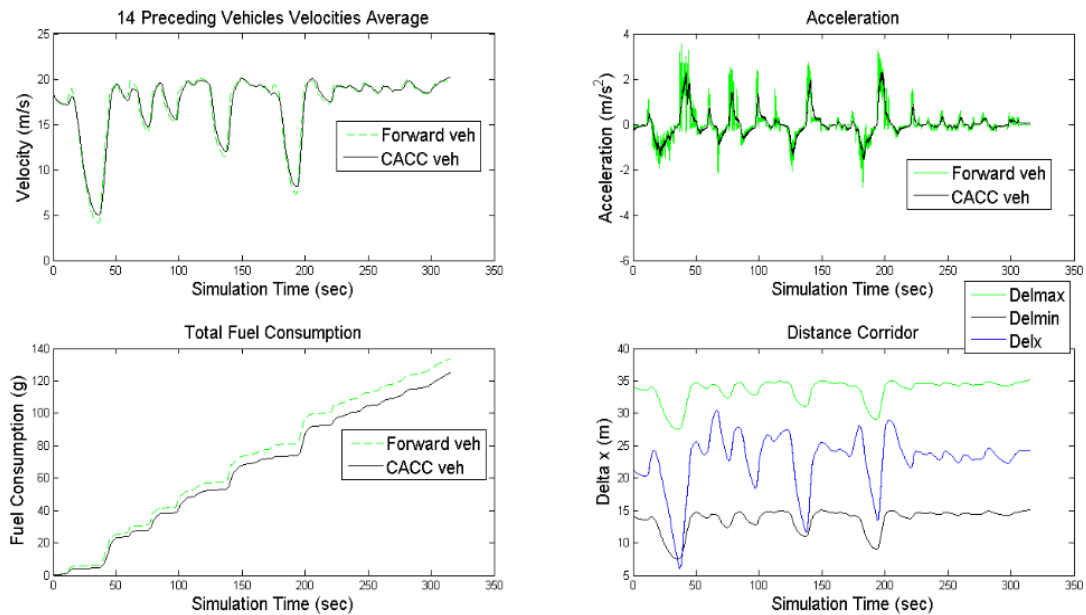 14 Preceding Vehicles Velocities Average
25
20
15
10
5
0
Velocity (m/s)
Forward veh
CACC veh
0 50 100 150 200 250 300 350
Simulation Time (sec)
Acceleration
4
2
0
-2
-4
-6
Acceleration (m/s²)
Forward veh
CACC veh
0 50 100 150 200 250 300 350
Simulation Time (sec)
Total Fuel Consumption
140
120
100
80
60
40
20
0
Fuel Consumption (g)
Forward veh
CACC veh
0 50 100 150 200 250 300 350
Simulation Time (sec)
Distance Corridor
Delmax
Delmin
Delx
40
35
30
25
20
15
10
5
Delta x (m)
0 50 100 150 200 250 300 350
Simulation Time (sec)